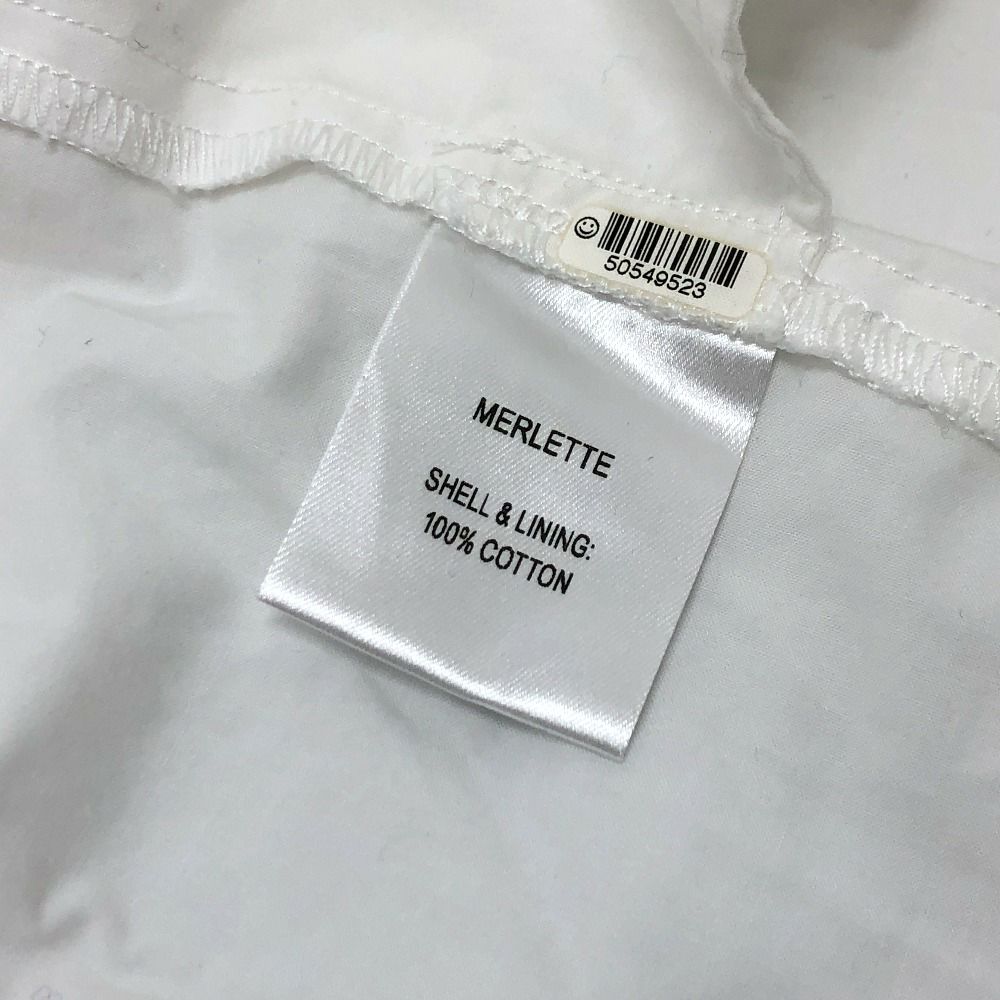 50549523
MERLETTE
SHELL & LINING:
100% COTTON